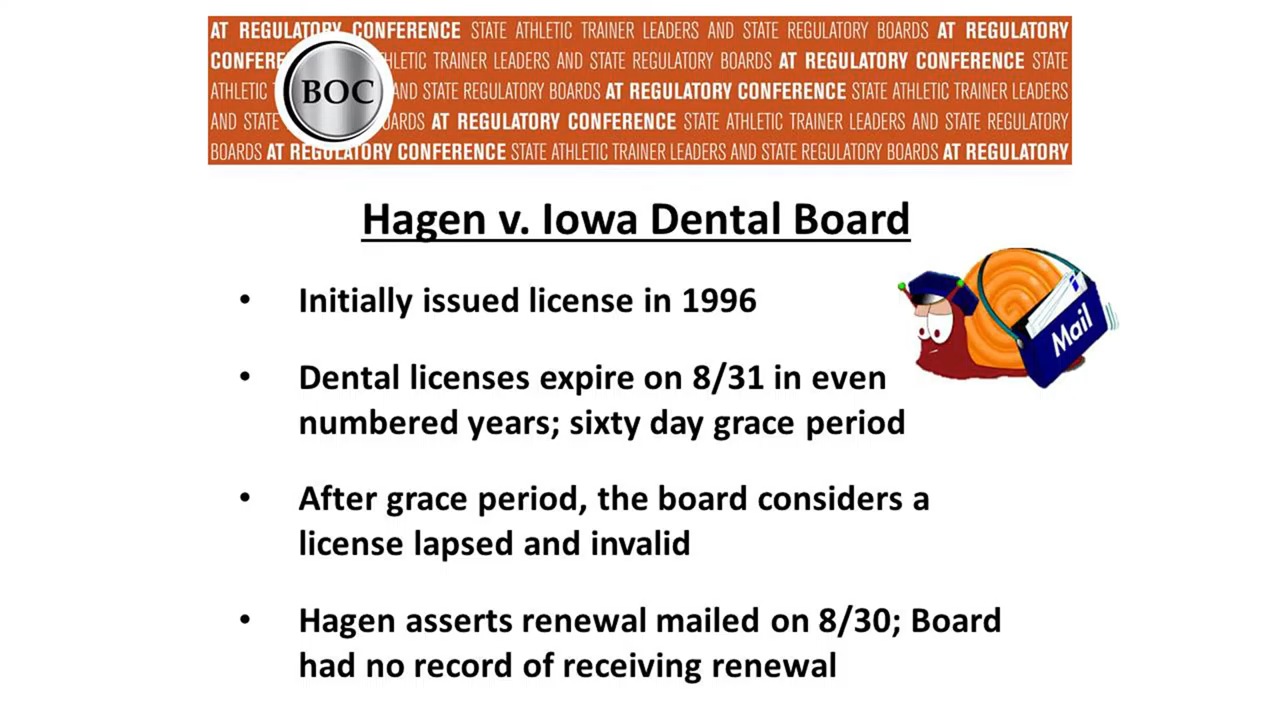 AT REGULATORY CONFERENCE STATE ATHLETIC TRAINER LEADERS AND STATE REGULATORY BOARDS AT REGULATORY
CONFERE HLETIC TRAINER LEADERS AND STATE REGULATORY BOARDS AT REGULATORY CONFERENCE STATE
ATHLETIC T AND STATE REGULATORY BOARDS AT REGULATORY CONFERENCE STATE ATHLETIC TRAINER LEADERS
BOC
AND STATE ARDS AT REGULATORY CONFERENCE STATE ATHLETIC TRAINER LEADERS AND STATE REGULATORY
BOARDS AT REGULATORY CONFERENCE STATE ATHLETIC TRAINER LEADERS AND STATE REGULATORY BOARDS AT REGULATORY
Hagen v. Iowa Dental Board
• Initially issued license in 1996
Mail
• Dental licenses expire on 8/31 in even
numbered years; sixty day grace period
• After grace period, the board considers a
license lapsed and invalid
• Hagen asserts renewal mailed on 8/30; Board
had no record of receiving renewal